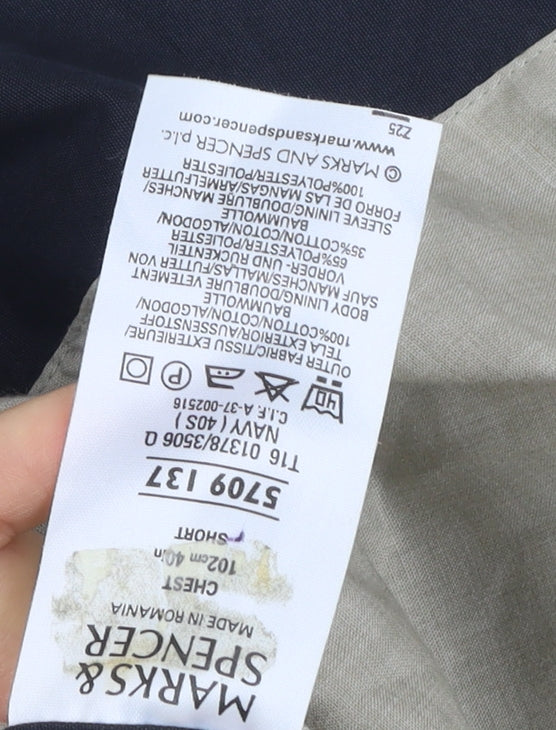 MARKS&
SPENCER
MADE IN ROMANIA
CHEST
102cm 40in
SHORT
5709 137
T16 01378/3506 Q
NAVY ( 40S )
C.I.F A-37-002516
40 P
OUTER FABRIC/TISSU EXTERIEURE/
TELA EXTERIOR/AUSSENSTOFF
100%COTTON/COTON/ALGODON/
BAUMWOLLE
BODY LINING/DOUBLURE VETEMENT
SAUF MANCHES/MALLAS/FUTTER VON
VORDER- UND RUCKENTEIL
65%POLYESTER/POLIESTER
35%COTTON/COTON/ALGODON/
BAUMWOLLE
SLEEVE LINING/DOUBLURE MANCHES/
FORRO DE LAS MANGAS/ARMELFUTTER
100%POLYESTER/POLIESTER
© MARKS AND SPENCER p.l.c.
www.marksandspencer.com
Z25